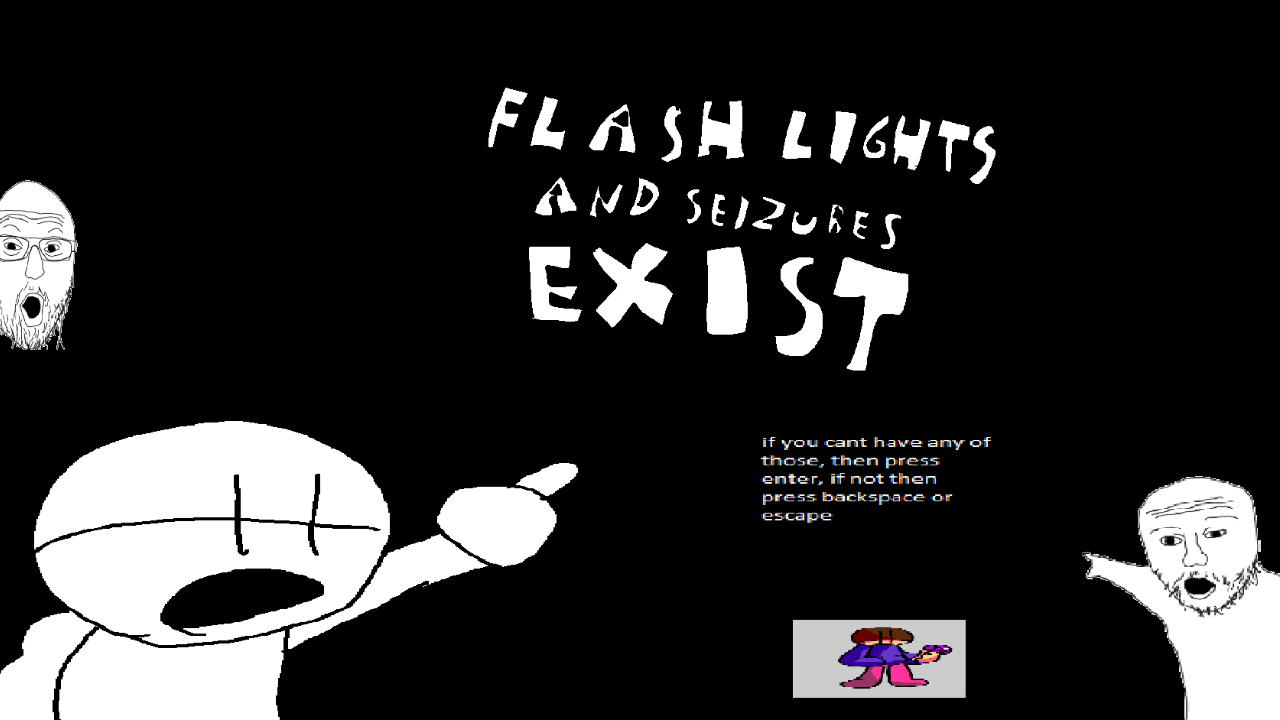 FLASH LIGHTS
AND SEIZURES
EXIST
if you cant have any of
those, then press
enter, if not then
press backspace or
escape